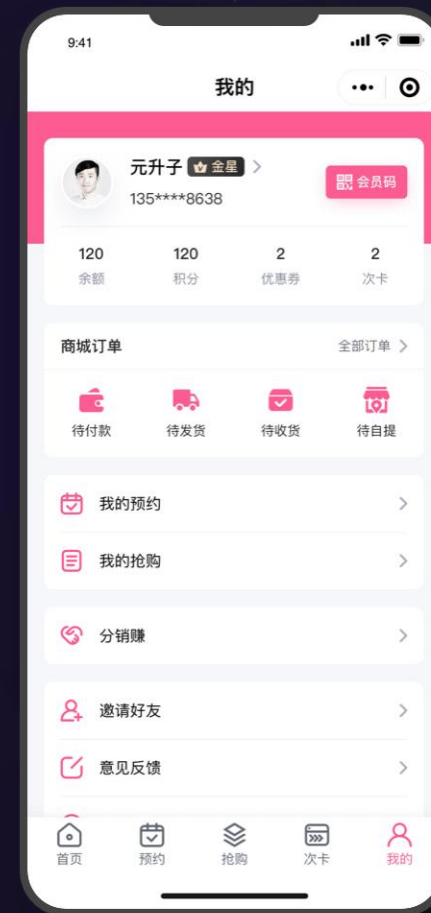 9:41
我的
元升子 金星
135****8638
会员码
120 120 2 2
余额 积分 优惠券 次卡
商城订单 全部订单
待付款 待发货 待收货 待自提
我的预约
我的抢购
分销赚
邀请好友
意见反馈
首页 预约 抢购 次卡 我的